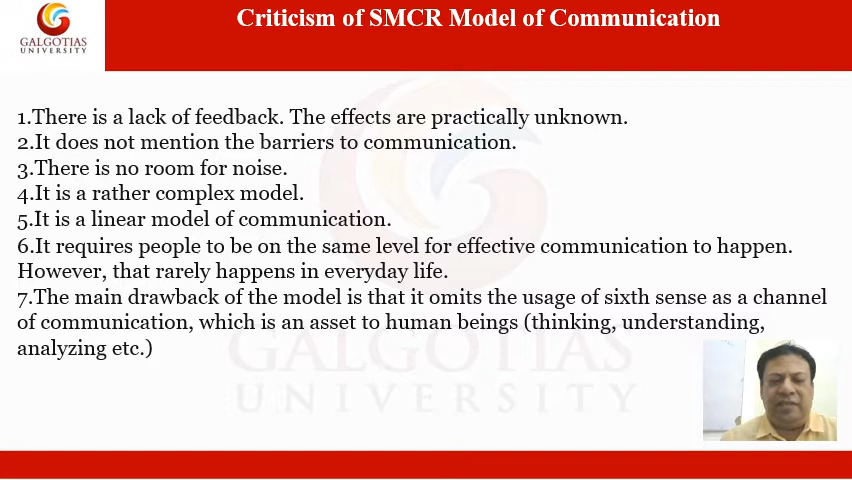 Criticism of SMCR Model of Communication
GALGOTIAS
UNIVERSITY
1.There is a lack of feedback. The effects are practically unknown.
2.It does not mention the barriers to communication.
3.There is no room for noise.
4.It is a rather complex model.
5.It is a linear model of communication.
6.It requires people to be on the same level for effective communication to happen.
However, that rarely happens in everyday life.
7.The main drawback of the model is that it omits the usage of sixth sense as a channel
of communication, which is an asset to human beings (thinking, understanding,
analyzing etc.)
GALGOTIAS
UNIVERSITY